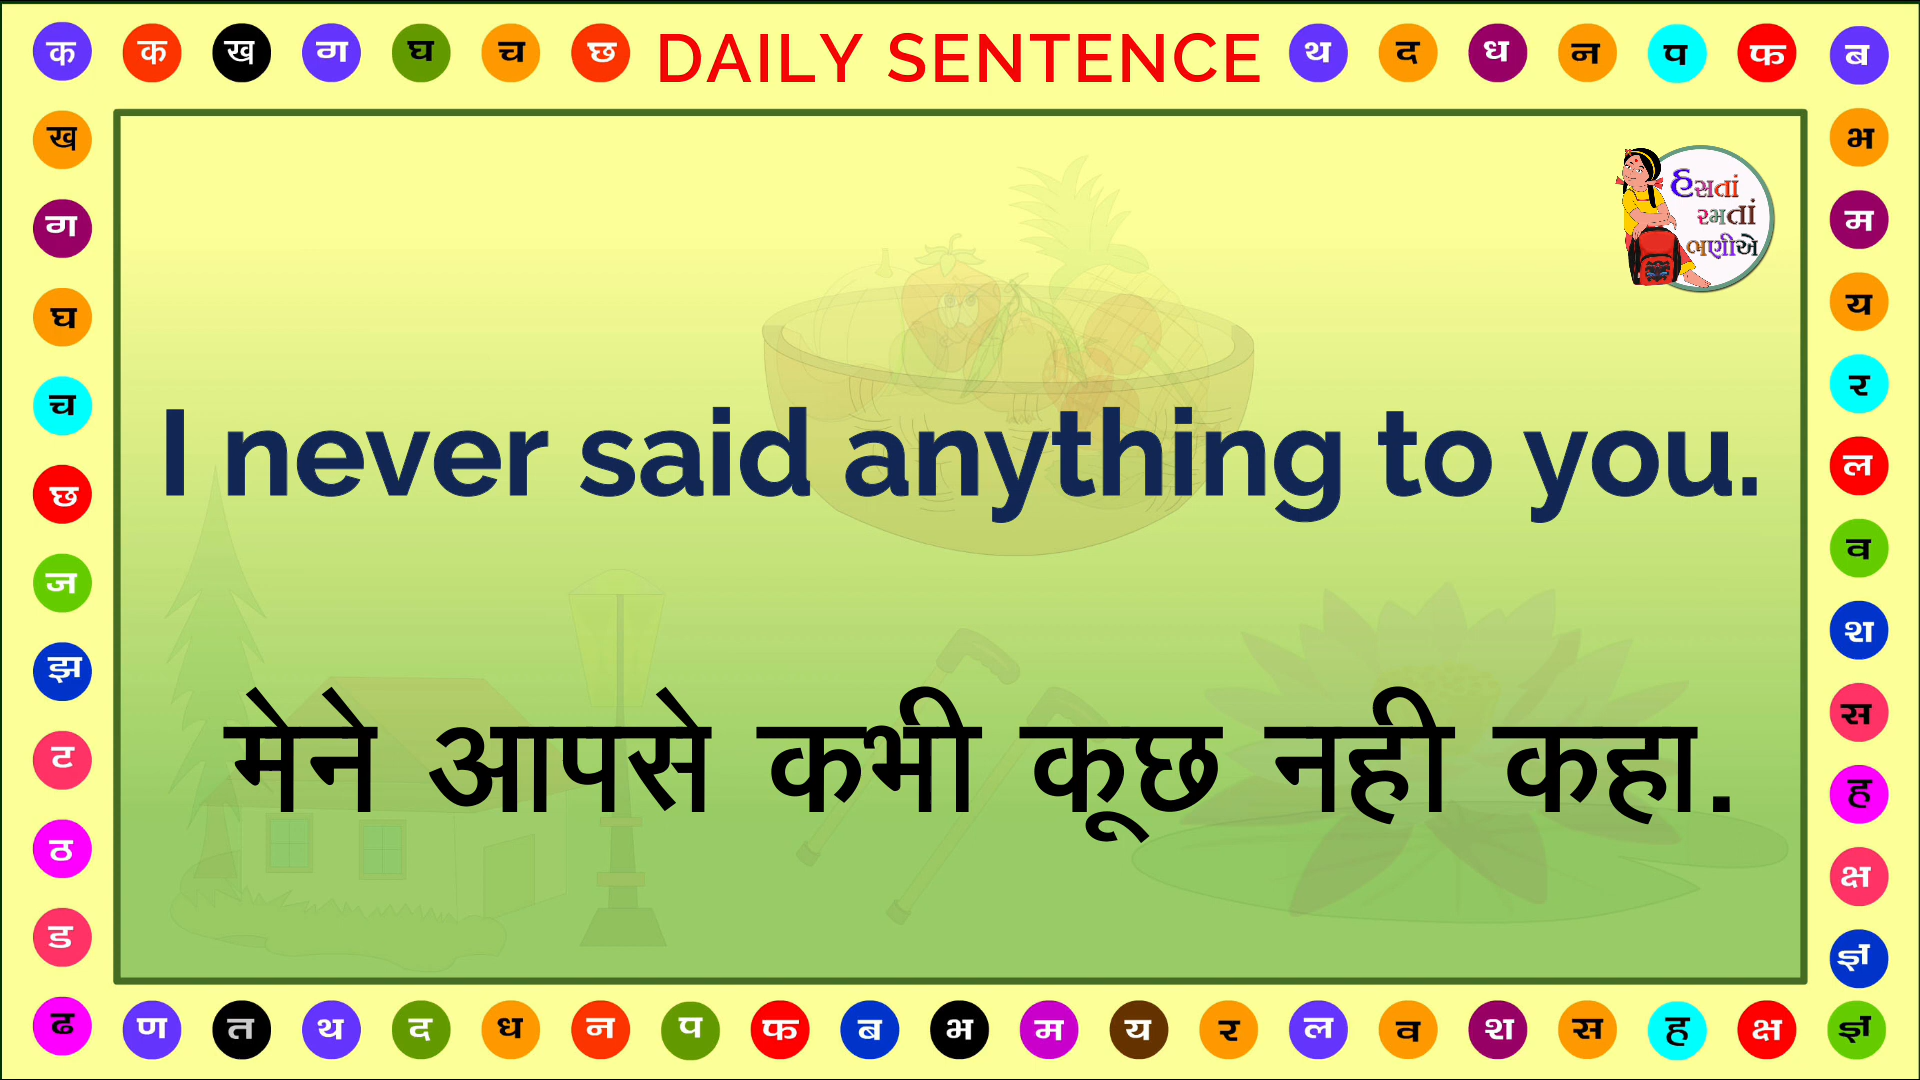 क क ख ग घ च छ DAILY SENTENCE थ द ध न प फ ब
ख भ
ग म
घ य
च र
छ ल
ज व
झ श
ट स
ठ ह
ड क्ष
ज्ञ
હસતાં
રમતાં
ભણીએ
I never said anything to you.
मेने आपसे कभी कूछ नही कहा.
ढ ण त थ द ध न प फ ब भ म य र ल व श स ह क्ष ज्ञ